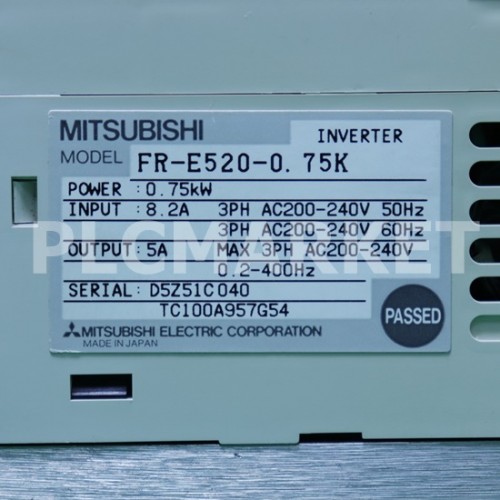 MITSUBISHI
INVERTER
MODEL FR-E520-0.75K
POWER : 0.75kW
INPUT : 8.2A 3PH AC200-240V 50Hz
3PH AC200-240V 60Hz
OUTPUT : 5A MAX 3PH AC200-240V
0.2-400Hz
SERIAL : D5Z51C040
TC100A957G54
PASSED
MITSUBISHI ELECTRIC CORPORATION
MADE IN JAPAN
PLCMARKET